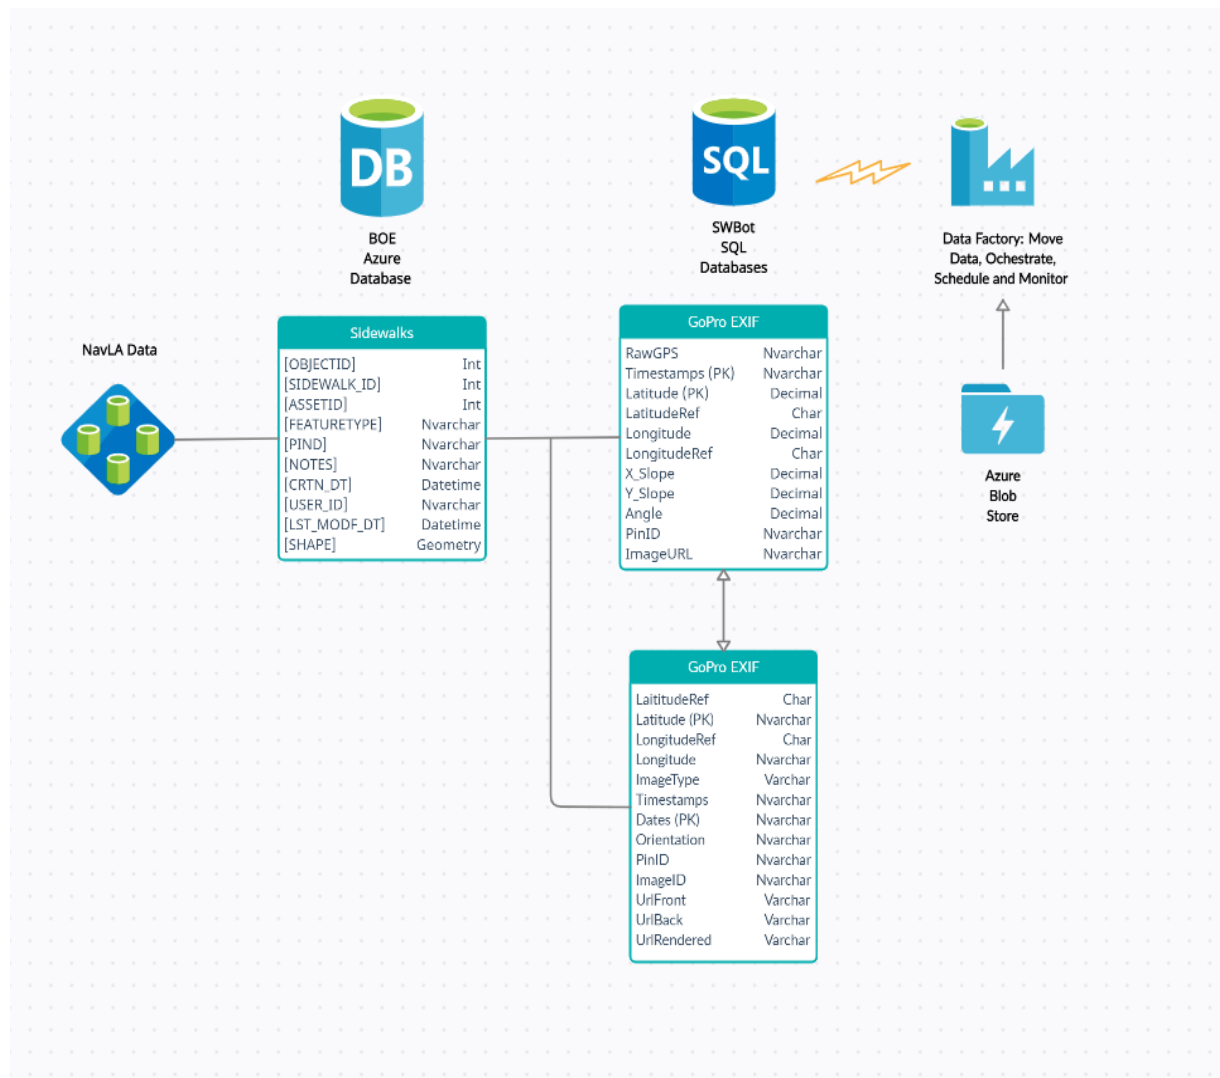 DB
BOE
Azure
Database
SQL
SWBot
SQL
Databases
Data Factory: Move
Data, Ochestrate,
Schedule and Monitor
NavLA Data
Sidewalks
[OBJECTID] Int
[SIDEWALK_ID] Int
[ASSETID] Int
[FEATURETYPE] Nvarchar
[PIND] Nvarchar
[NOTES] Nvarchar
[CRTN_DT] Datetime
[USER_ID] Nvarchar
[LST_MODF_DT] Datetime
[SHAPE] Geometry
GoPro EXIF
RawGPS Nvarchar
Timestamps (PK) Nvarchar
Latitude (PK) Decimal
LatitudeRef Char
Longitude Decimal
LongitudeRef Char
X_Slope Decimal
Y_Slope Decimal
Angle Decimal
PinID Nvarchar
ImageURL Nvarchar
Azure
Blob
Store
GoPro EXIF
LaititudeRef Char
Latitude (PK) Nvarchar
LongitudeRef Char
Longitude Nvarchar
ImageType Varchar
Timestamps Nvarchar
Dates (PK) Nvarchar
Orientation Nvarchar
PinID Nvarchar
ImageID Nvarchar
UrlFront Varchar
UrlBack Varchar
UrlRendered Varchar